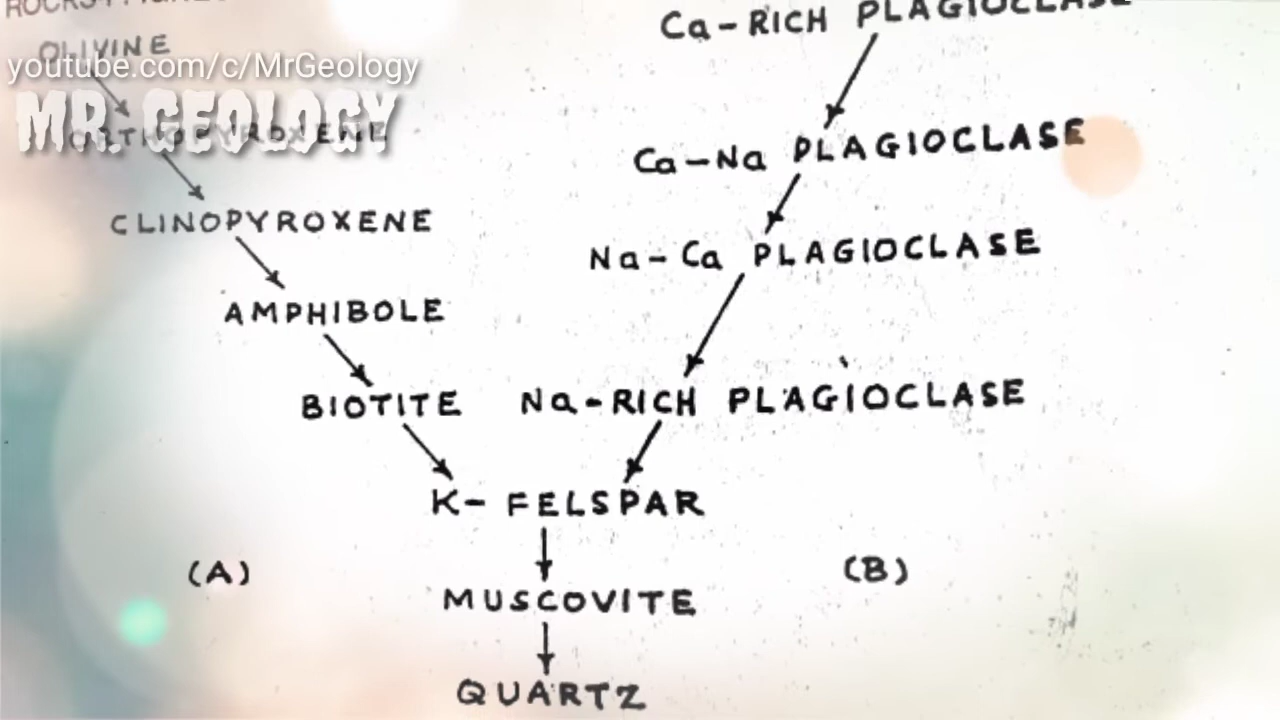 OLIVINE
youtube.com/c/MrGeology
MR. GEOLOGY
ORTHOPYROXENE
CLINOPYROXENE
AMPHIBOLE
BIOTITE
Ca-RICH PLAGIOCLASE
Ca-Na PLAGIOCLASE
Na-Ca PLAGIOCLASE
Na-RICH PLAGIOCLASE
K- FELSPAR
MUSCOVITE
QUARTZ
(A)
(B)